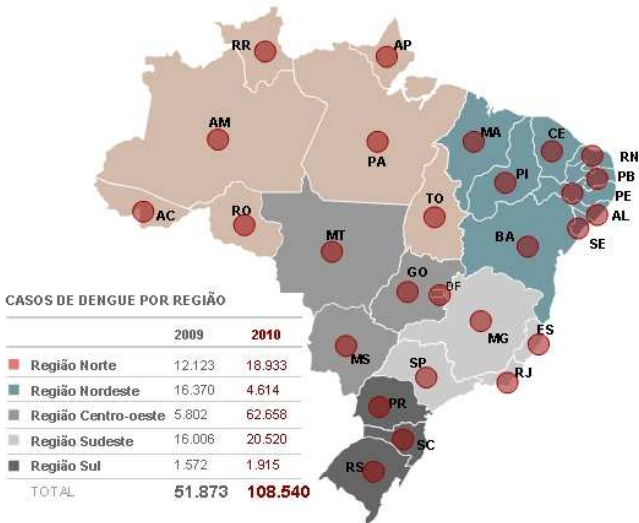 RR
AP
AM
PA
MA
CE
RN
PI
PB
PE
AC
RO
TO
AL
BA
SE
MT
GO
DF
CASOS DE DENGUE POR REGIÃO
2009 2010
MG
ES
MS
SP
RJ
Região Norte 12.123 18.933
Região Nordeste 16.370 4.614
Região Centro-oeste 5.802 62.658
Região Sudeste 16.006 20.520
Região Sul 1.572 1.915
TOTAL 51.873 108.540
PR
SC
RS